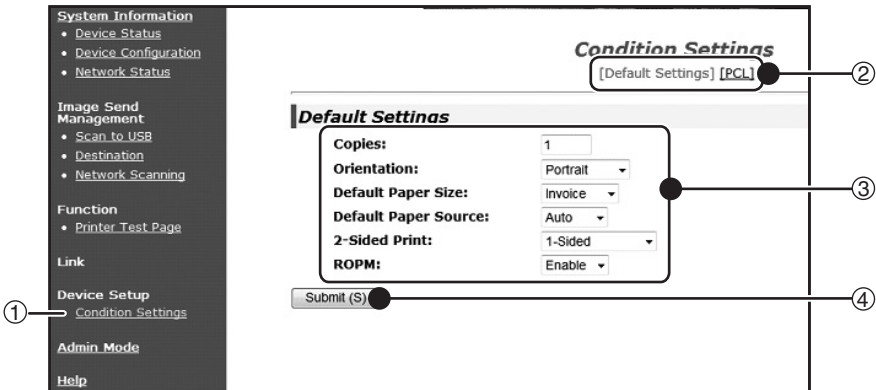 System Information
• Device Status
• Device Configuration
• Network Status
Image Send
Management
• Scan to USB
• Destination
• Network Scanning
Function
• Printer Test Page
Link
Device Setup
Condition Settings
Admin Mode
Help
Condition Settings
[Default Settings] [PCL]
Default Settings
Copies: 1
Orientation: Portrait
Default Paper Size: Invoice
Default Paper Source: Auto
2-Sided Print: 1-Sided
ROPM: Enable
Submit (S)
①
②
③
④